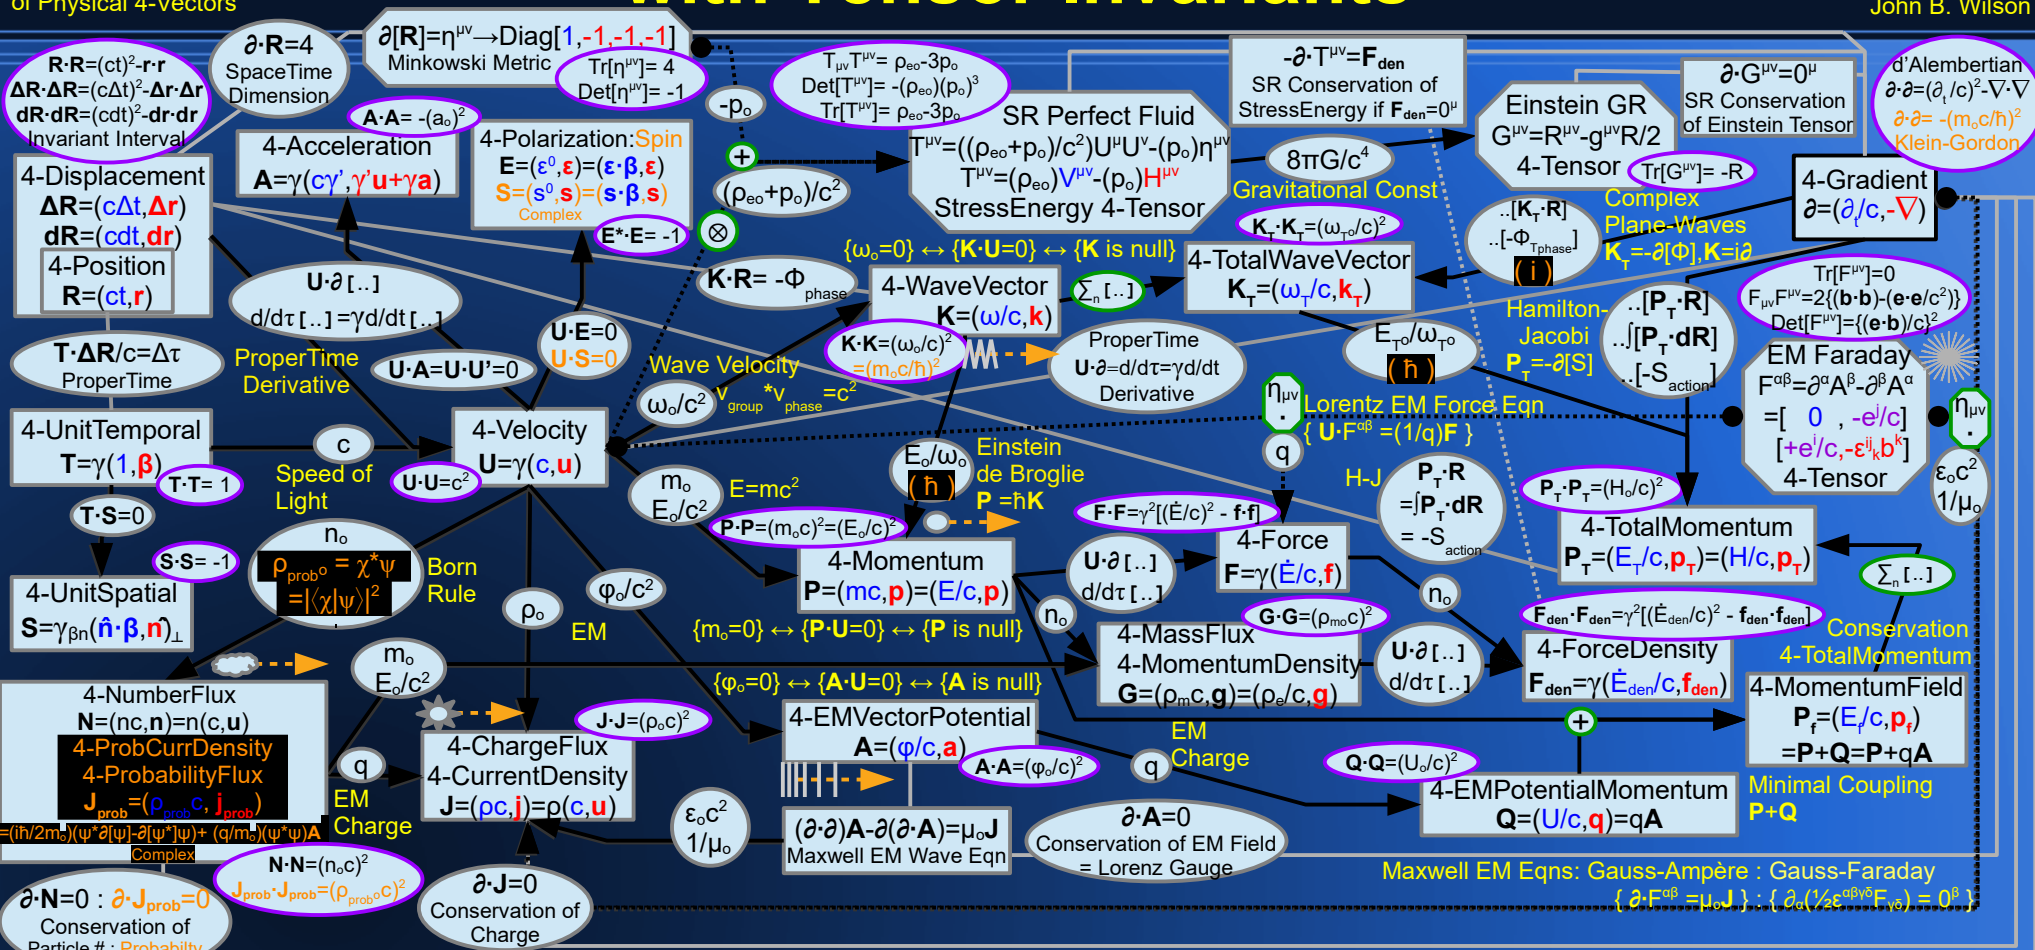 of Physical 4-Vectors
with Tensor Invariants
John B. Wilson
R·R=(ct)²-r·r
ΔR·ΔR=(cΔt)²-Δr·Δr
dR·dR=(cdt)²-dr·dr
Invariant Interval
∂·R=4
SpaceTime
Dimension
∂[R]=η^μν→Diag[1,-1,-1,-1]
Minkowski Metric
Tr[η^μν]= 4
Det[η^μν]= -1
-p_o
T_μν T^μν= ρ_eo-3p_o
Det[T^μν]= -(ρ_eo)(p_o)³
Tr[T^μν]= ρ_eo-3p_o
SR Perfect Fluid
T^μν=((ρ_eo+p_o)/c²)U^μU^ν-(p_o)η^μν
T^μν=(ρ_eo)V^μν-(p_o)H^μν
StressEnergy 4-Tensor
+
(ρ_eo+p_o)/c²
⊗
-∂·T^μν=F_den
SR Conservation of
StressEnergy if F_den=0^μ
8πG/c⁴
Gravitational Const
Einstein GR
G^μν=R^μν-g^μνR/2
4-Tensor
Tr[G^μν]= -R
∂·G^μν=0^μ
SR Conservation
of Einstein Tensor
d'Alembertian
∂·∂=(∂_t/c)²-∇·∇
∂·∂= -(m_oc/ħ)²
Klein-Gordon
4-Displacement
ΔR=(cΔt,Δr)
dR=(cdt,dr)
4-Position
R=(ct,r)
A·A= -(a_o)²
4-Acceleration
A=γ(cγ',γ'u+γa)
4-Polarization:Spin
E=(ε⁰,ε)=(ε·β,ε)
S=(s⁰,s)=(s·β,s)
Complex
E*·E= -1
4-Gradient
∂=(∂_t/c,-∇)
..[K_T·R]
..[-Φ_Tphase]
( i )
Complex
Plane-Waves
K_T=-∂[Φ],K=i∂
K_T·K_T=(ω_To/c)²
4-TotalWaveVector
K_T=(ω_T/c,k_T)
{ω_o=0} ↔ {K·U=0} ↔ {K is null}
K·R= -Φ_phase
4-WaveVector
K=(ω/c,k)
K·K=(ω_o/c)²
=(m_oc/ħ)²
∑_n [..]
U·∂ [..]
d/dτ [..] =γd/dt [..]
U·E=0
U·S=0
T·ΔR/c=Δτ
ProperTime
ProperTime
Derivative
U·A=U·U'=0
Wave Velocity
v_group*v_phase =c²
ω_o/c²
ProperTime
U·∂=d/dτ=γd/dt
Derivative
E_To/ω_To
( ħ )
Hamilton-
Jacobi
P_T=-∂[S]
..[P_T·R]
..∫[P_T·dR]
..[-S_action]
Tr[F^μν]=0
F_μνF^μν=2{(b·b)-(e·e/c²)}
Det[F^μν]={(e·b)/c}²
EM Faraday
F^αβ=∂^αA^β-∂^βA^α
=[ 0 , -e^j/c]
[+e^i/c,-ε^ij_k b^k]
4-Tensor
η_μν
·
ε_oc²
1/μ_o
4-UnitTemporal
T=γ(1,β)
T·T= 1
c
Speed of
Light
4-Velocity
U=γ(c,u)
U·U=c²
η_μν
·
q
Lorentz EM Force Eqn
{ U·F^αβ =(1/q)F }
H-J
P_T·R
=∫P_T·dR
= -S_action
P_T·P_T=(H_o/c)²
4-TotalMomentum
P_T=(E_T/c,p_T)=(H/c,p_T)
T·S=0
S·S= -1
4-UnitSpatial
S=γ_βn(n̂·β,n̂)_⊥
n_o
ρ_probo = χ*ψ
=|⟨χ|ψ⟩|²
Born
Rule
m_o
E_o/c²
E=mc²
E_o/ω_o
( ħ )
Einstein
de Broglie
P =ħK
P·P=(m_oc)²=(E_o/c)²
4-Momentum
P=(mc,p)=(E/c,p)
F·F=γ²[(Ė/c)² - f·f]
U·∂ [..]
d/dτ [..]
4-Force
F=γ(Ė/c,f)
n_o
ρ_o
φ_o/c²
EM
{m_o=0} ↔ {P·U=0} ↔ {P is null}
n_o
G·G=(ρ_moc)²
4-MassFlux
4-MomentumDensity
G=(ρ_mc,g)=(ρ_e/c,g)
U·∂ [..]
d/dτ [..]
F_den·F_den=γ²[(Ė_den/c)² - f_den·f_den]
4-ForceDensity
F_den=γ(Ė_den/c,f_den)
∑_n [..]
Conservation
4-TotalMomentum
m_o
E_o/c²
{φ_o=0} ↔ {A·U=0} ↔ {A is null}
4-NumberFlux
N=(nc,n)=n(c,u)
4-ProbCurrDensity
4-ProbabilityFlux
J_prob=(ρ_probc, j_prob)
=(iħ/2m_o)(ψ*∂[ψ]-∂[ψ*]ψ)+ (q/m_o)(ψ*ψ)A
Complex
q
EM
Charge
J·J=(ρ_oc)²
4-ChargeFlux
4-CurrentDensity
J=(ρc,j)=ρ(c,u)
4-EMVectorPotential
A=(φ/c,a)
A·A=(φ_o/c)²
EM
Charge
q
+
4-MomentumField
P_f=(E_f/c,p_f)
=P+Q=P+qA
Minimal Coupling
P+Q
Q·Q=(U_o/c)²
4-EMPotentialMomentum
Q=(U/c,q)=qA
ε_oc²
1/μ_o
(∂·∂)A-∂(∂·A)=μ_oJ
Maxwell EM Wave Eqn
∂·A=0
Conservation of EM Field
= Lorenz Gauge
N·N=(n_oc)²
J_prob·J_prob=(ρ_proboc)²
∂·N=0 : ∂·J_prob=0
Conservation of
Particle # : Probabilty
∂·J=0
Conservation of
Charge
Maxwell EM Eqns: Gauss-Ampère : Gauss-Faraday
{ ∂·F^αβ =μ_oJ } : { ∂_α(½ε^αβγδF_γδ) = 0^β }